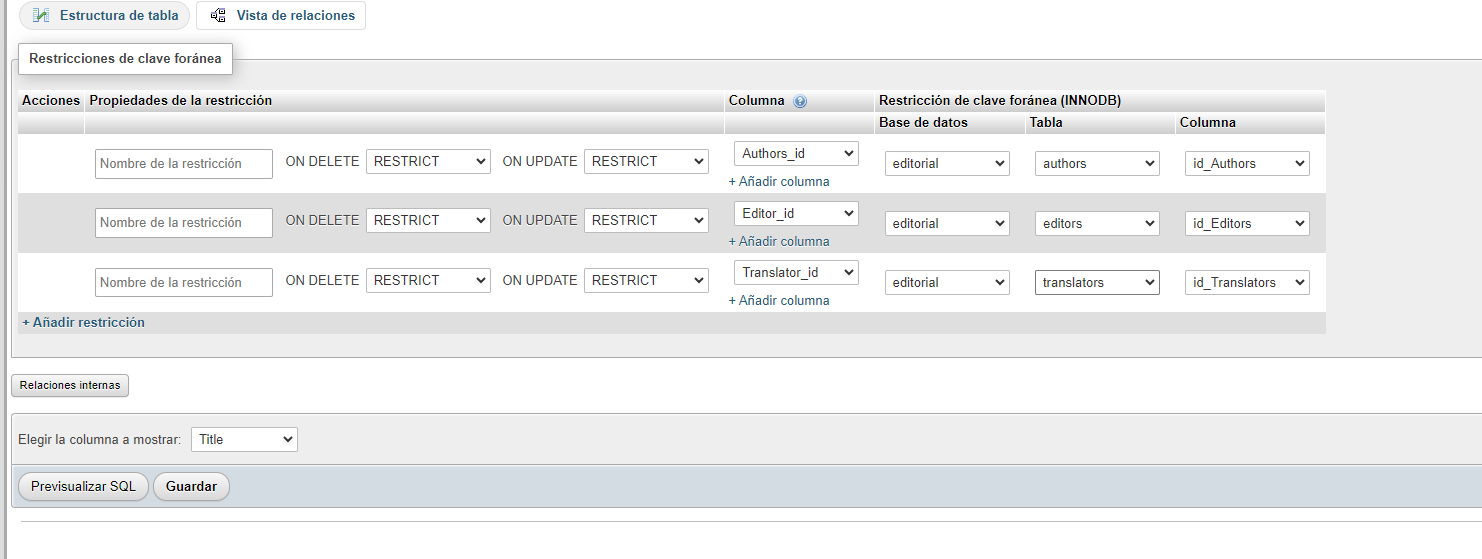 Estructura de tabla Vista de relaciones
Restricciones de clave foránea
Acciones Propiedades de la restricción Columna Restricción de clave foránea (INNODB)
Base de datos Tabla Columna
Nombre de la restricción ON DELETE RESTRICT ON UPDATE RESTRICT Authors_id editorial authors id_Authors
+ Añadir columna
Nombre de la restricción ON DELETE RESTRICT ON UPDATE RESTRICT Editor_id editorial editors id_Editors
+ Añadir columna
Nombre de la restricción ON DELETE RESTRICT ON UPDATE RESTRICT Translator_id editorial translators id_Translators
+ Añadir columna
+ Añadir restricción
Relaciones internas
Elegir la columna a mostrar: Title
Previsualizar SQL Guardar